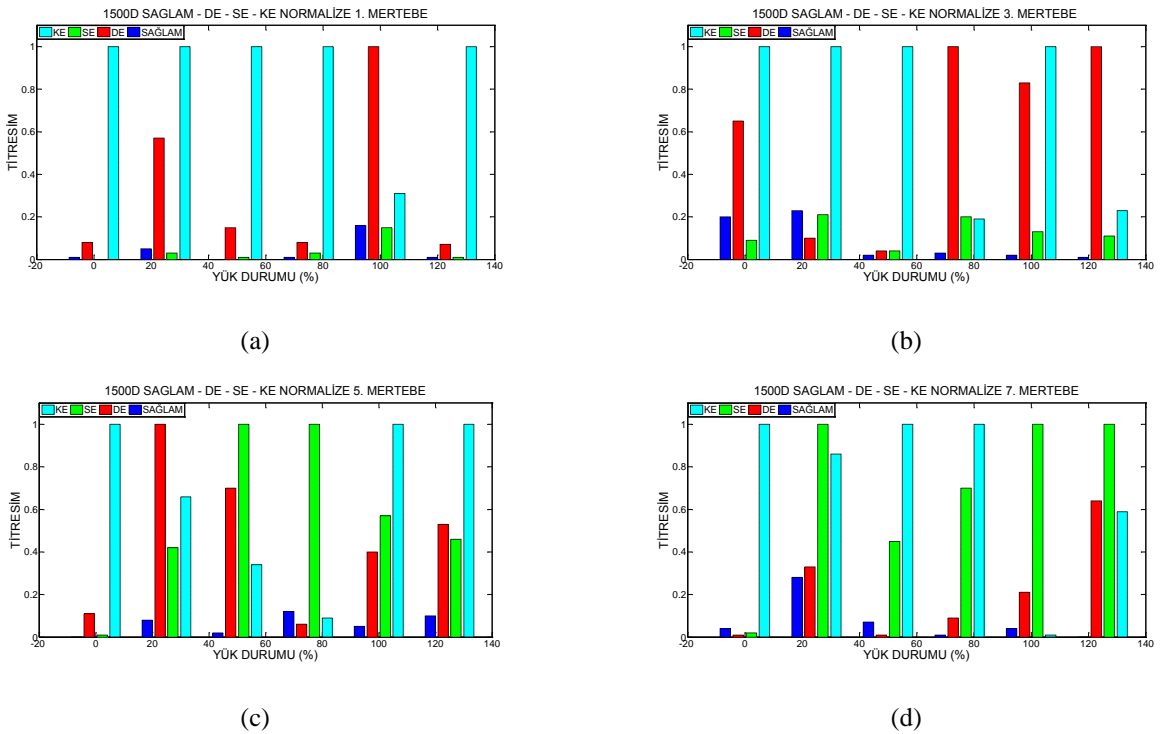 1500D SAGLAM - DE - SE - KE NORMALİZE 1. MERTEBE
KE SE DE SAĞLAM
1
0.8
0.6
0.4
0.2
0
TİTRESİM
-20 0 20 40 60 80 100 120 140
YÜK DURUMU (%)
(a)
1500D SAGLAM - DE - SE - KE NORMALİZE 3. MERTEBE
KE SE DE SAĞLAM
1
0.8
0.6
0.4
0.2
0
TİTRESİM
-20 0 20 40 60 80 100 120 140
YÜK DURUMU (%)
(b)
1500D SAGLAM - DE - SE - KE NORMALİZE 5. MERTEBE
KE SE DE SAĞLAM
1
0.8
0.6
0.4
0.2
0
TİTRESİM
-20 0 20 40 60 80 100 120 140
YÜK DURUMU (%)
(c)
1500D SAGLAM - DE - SE - KE NORMALİZE 7. MERTEBE
KE SE DE SAĞLAM
1
0.8
0.6
0.4
0.2
0
TİTRESİM
-20 0 20 40 60 80 100 120 140
YÜK DURUMU (%)
(d)